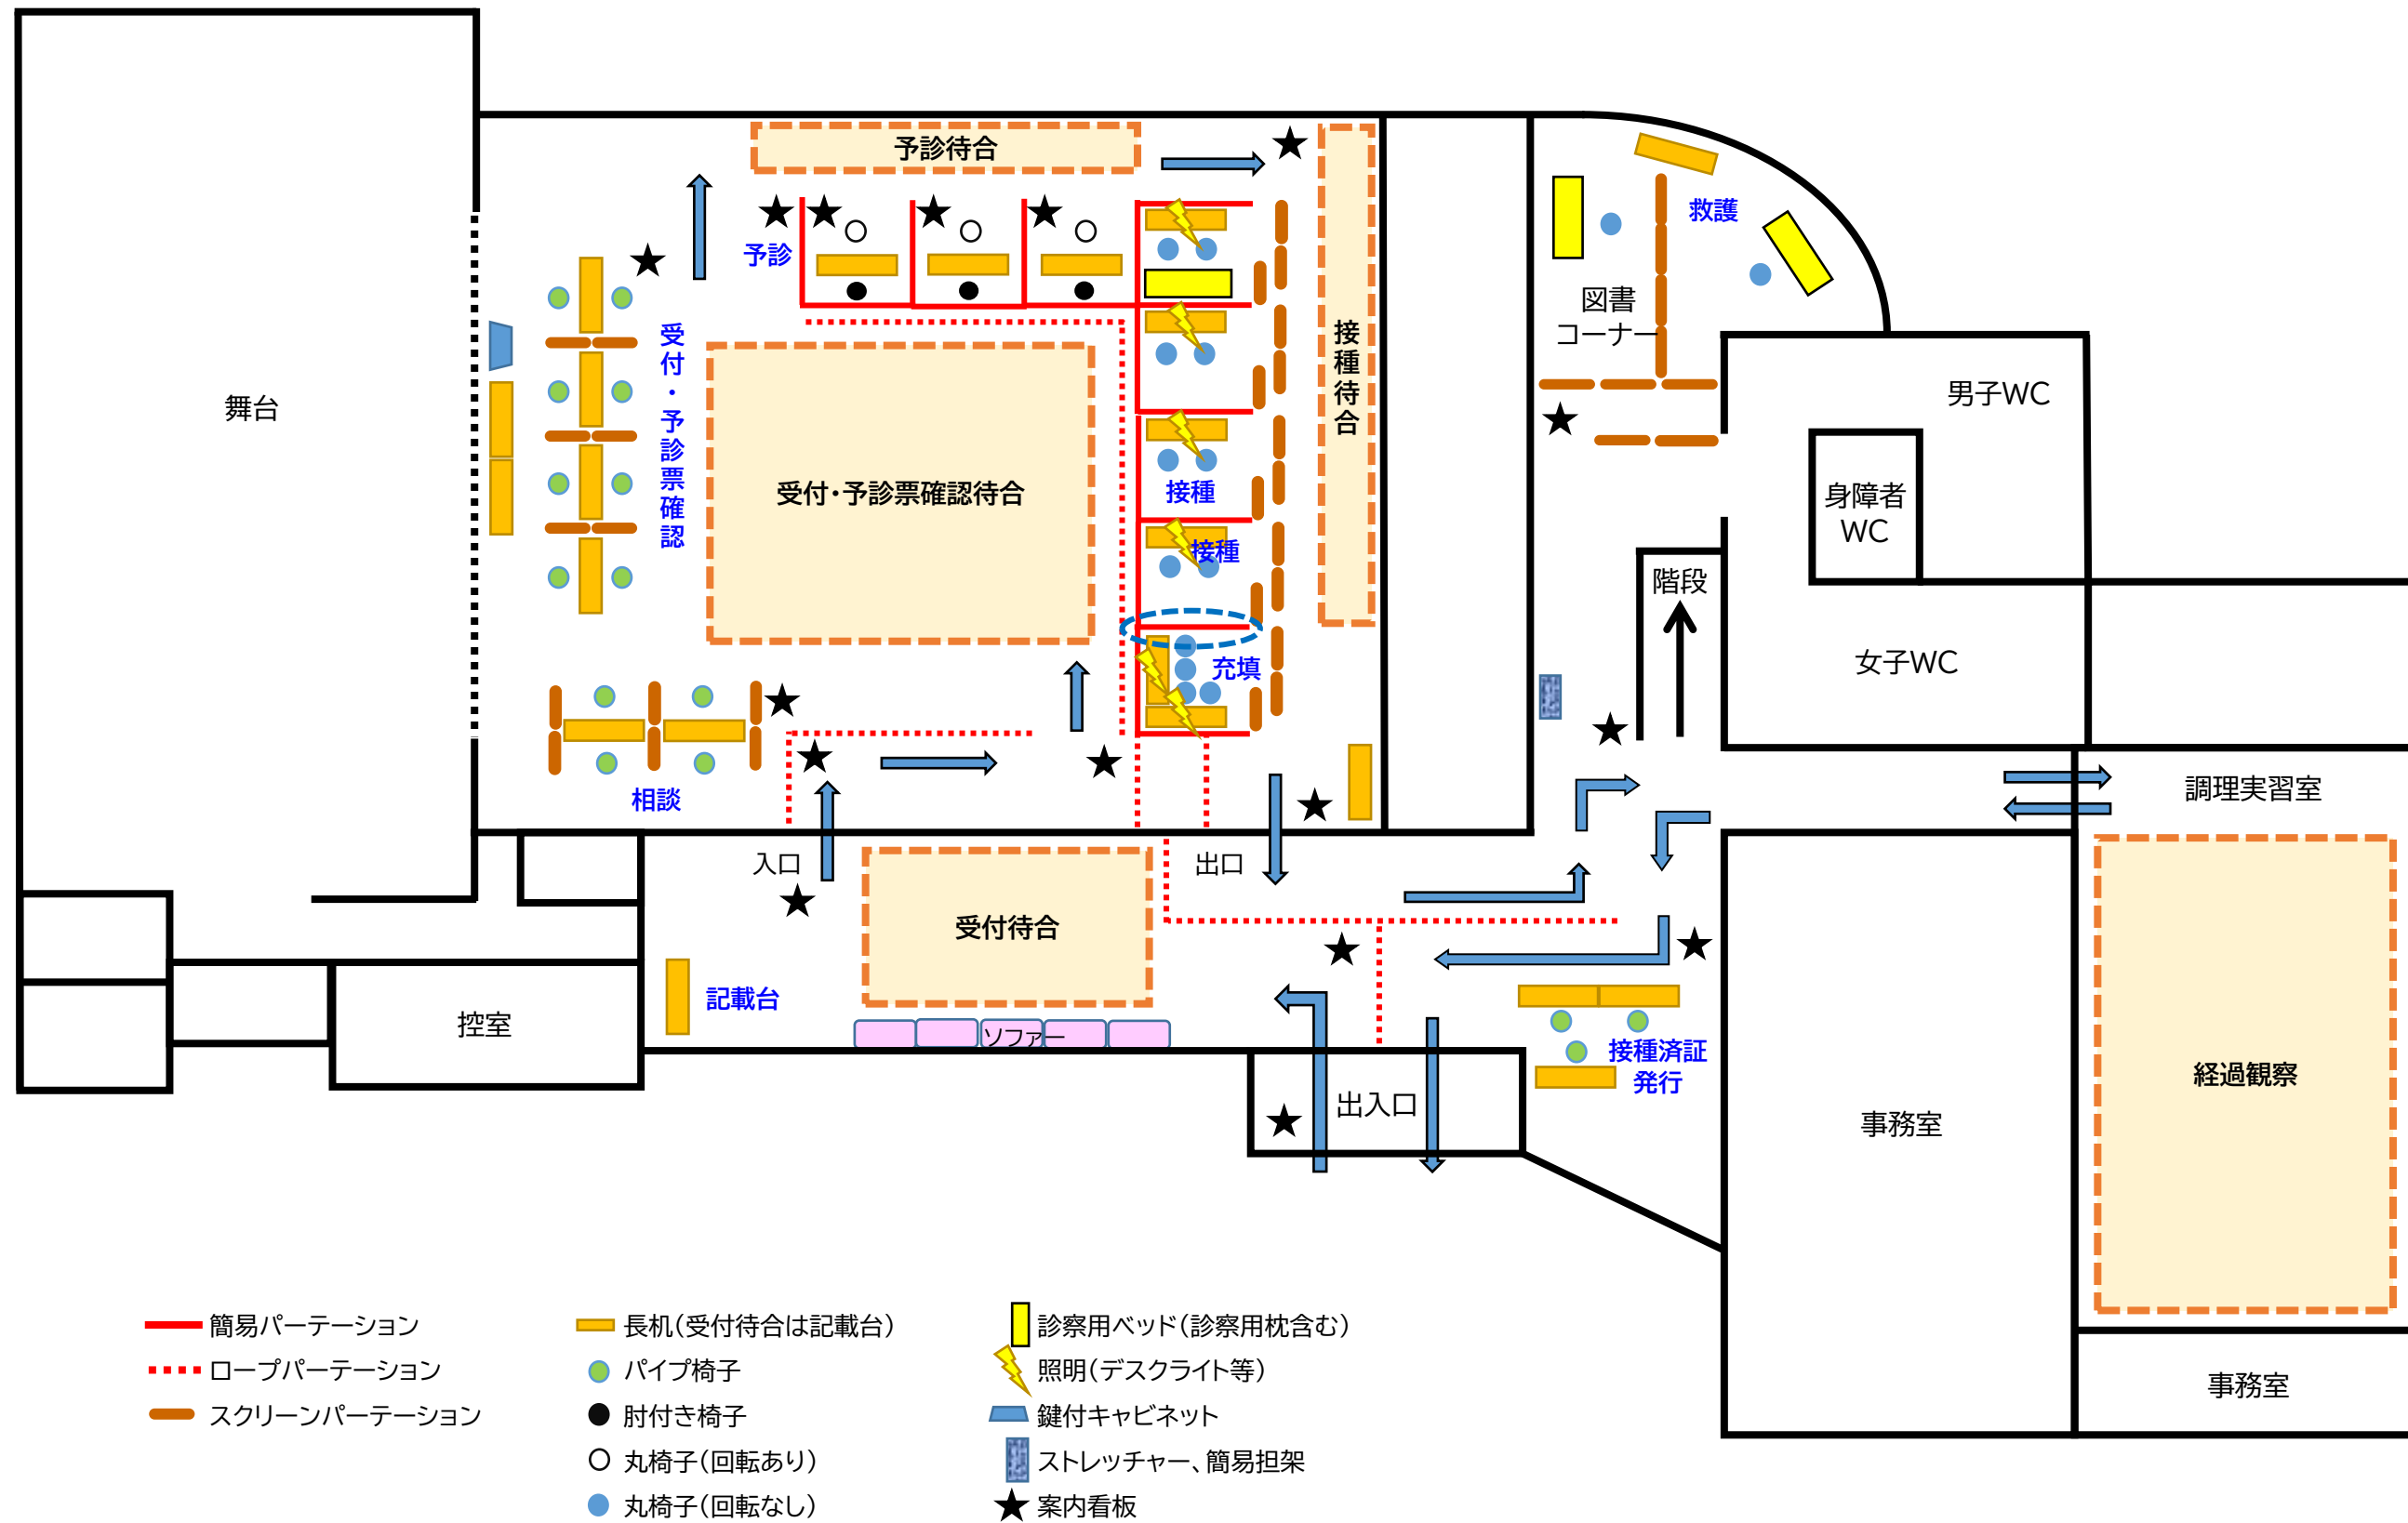 予診待合
予診
救護
図書
コーナー
舞台
受付・予診票確認
受付・予診票確認待合
接種待合
接種
接種
充填
男子WC
身障者
WC
階段
女子WC
相談
調理実習室
入口
出口
受付待合
記載台
ソファー
控室
出入口
接種済証
発行
事務室
経過観察
事務室
簡易パーテーション
ロープパーテーション
スクリーンパーテーション
長机(受付待合は記載台)
パイプ椅子
肘付き椅子
丸椅子(回転あり)
丸椅子(回転なし)
診察用ベッド(診察用枕含む)
照明(デスクライト等)
鍵付キャビネット
ストレッチャー、簡易担架
案内看板